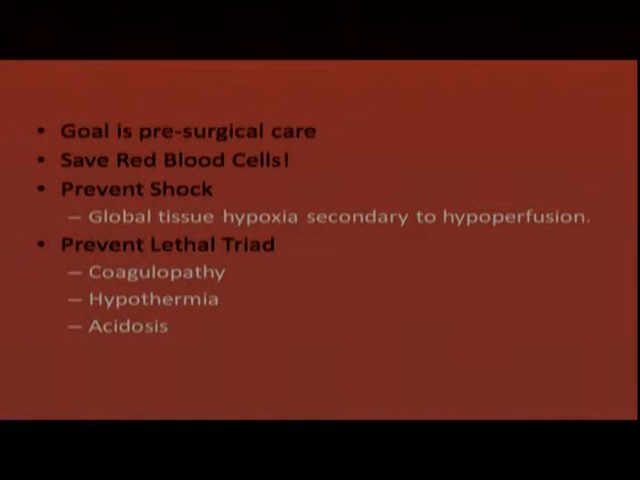 • Goal is pre-surgical care
• Save Red Blood Cells!
• Prevent Shock
– Global tissue hypoxia secondary to hypoperfusion.
• Prevent Lethal Triad
– Coagulopathy
– Hypothermia
– Acidosis